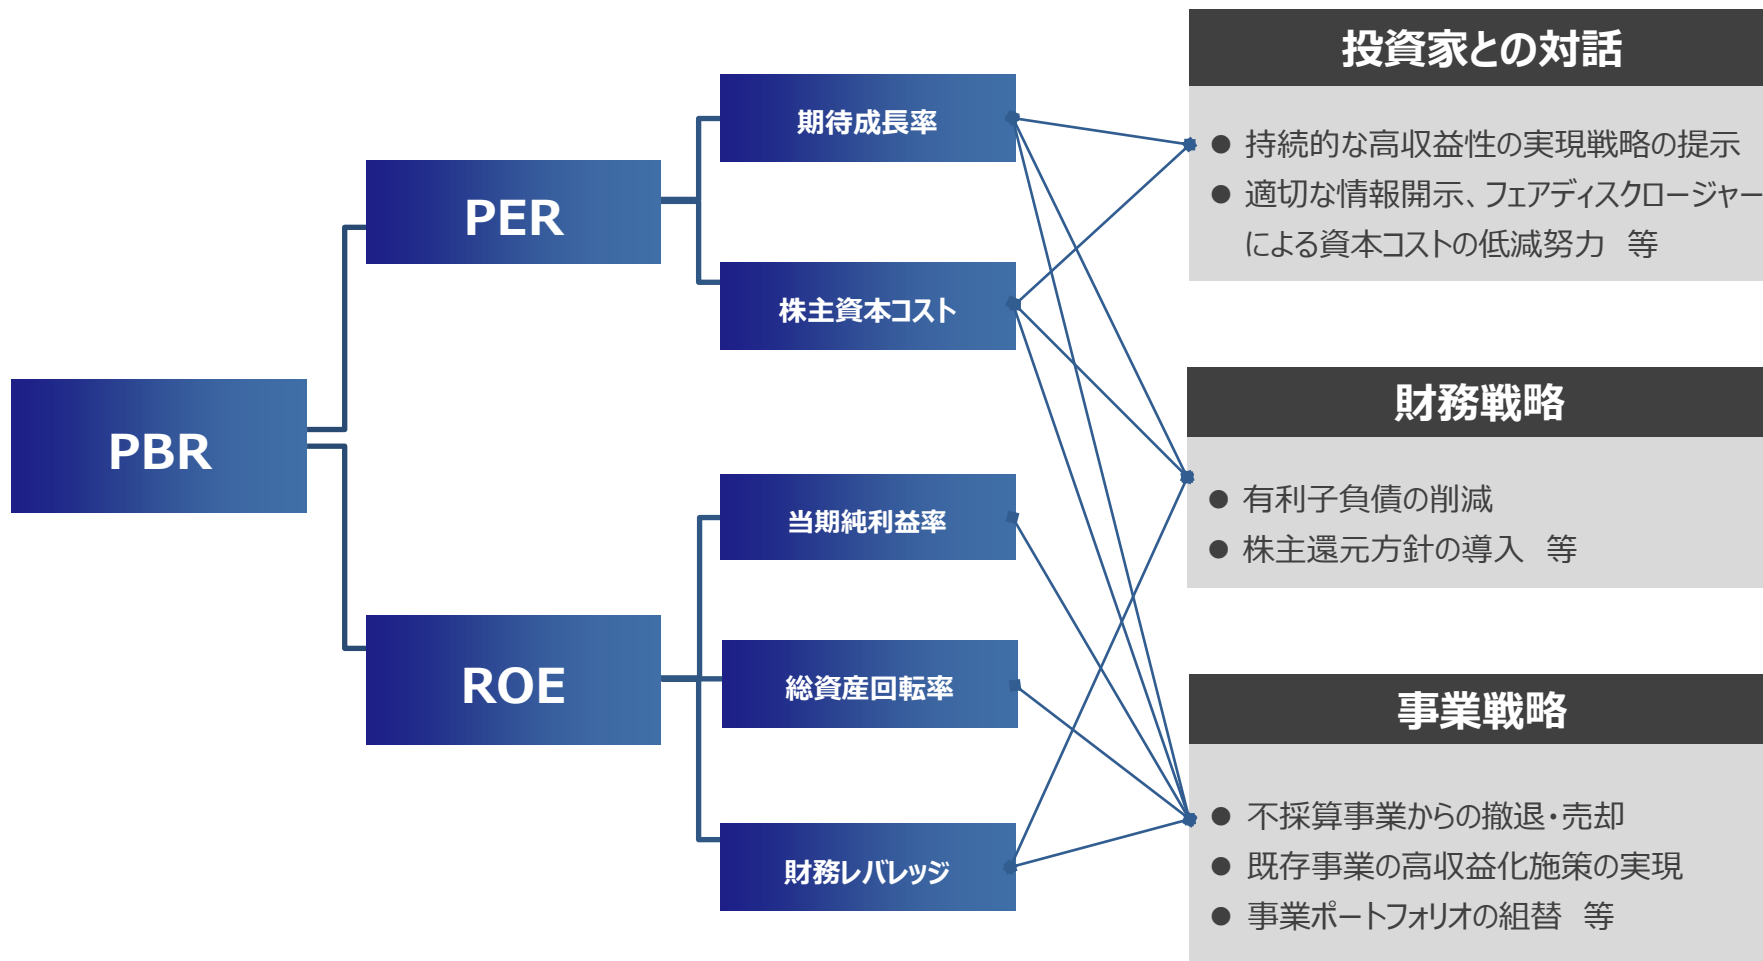 PBR
PER
ROE
期待成長率
株主資本コスト
当期純利益率
総資産回転率
財務レバレッジ
投資家との対話
● 持続的な高収益性の実現戦略の提示
● 適切な情報開示、フェアディスクロージャー
による資本コストの低減努力　等
財務戦略
● 有利子負債の削減
● 株主還元方針の導入　等
事業戦略
● 不採算事業からの撤退・売却
● 既存事業の高収益化施策の実現
● 事業ポートフォリオの組替　等